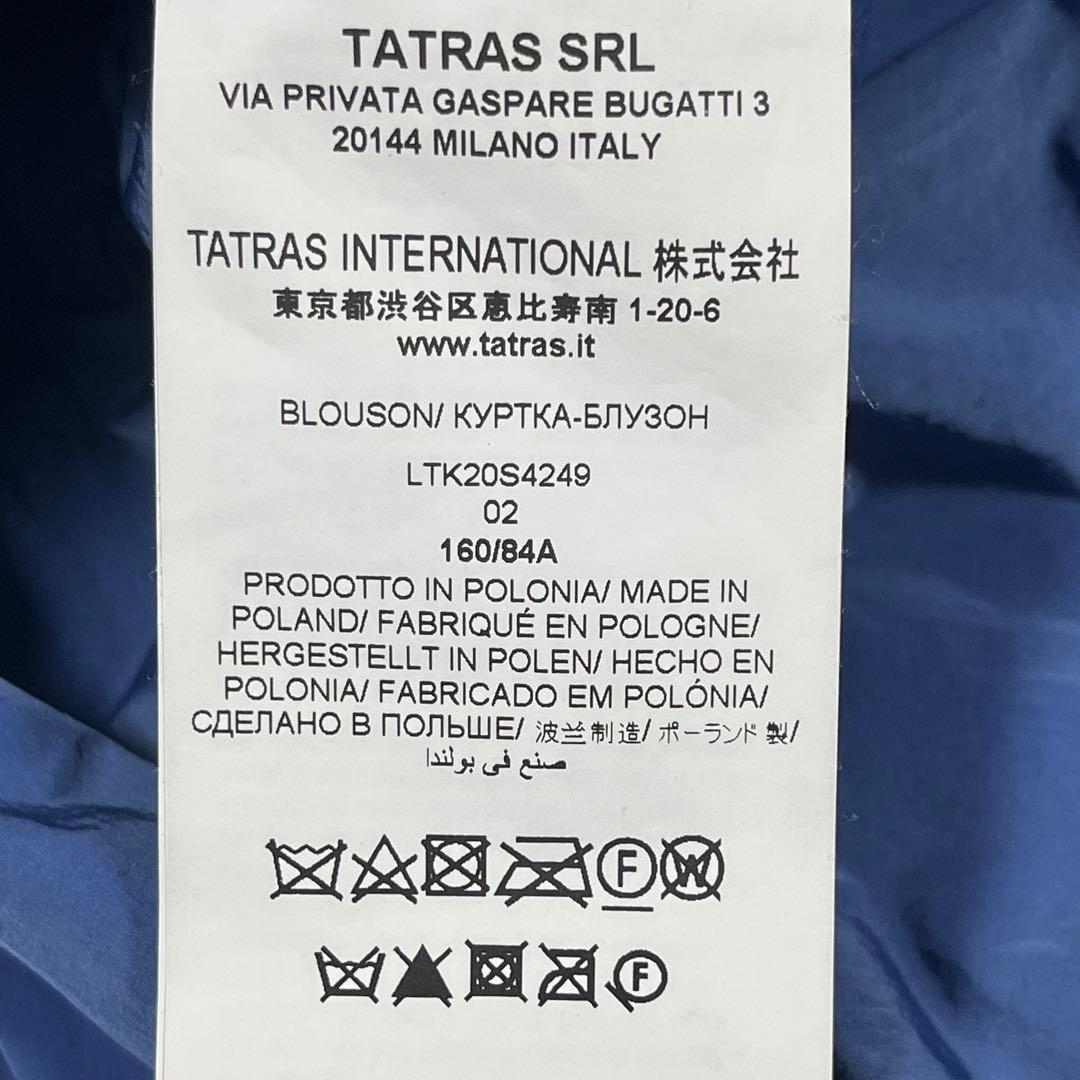 TATRAS SRL
VIA PRIVATA GASPARE BUGATTI 3
20144 MILANO ITALY
TATRAS INTERNATIONAL 株式会社
東京都渋谷区恵比寿南 1-20-6
www.tatras.it
BLOUSON/ КУРТКА-БЛУЗОН
LTK20S4249
02
160/84A
PRODOTTO IN POLONIA/ MADE IN
POLAND/ FABRIQUÉ EN POLOGNE/
HERGESTELLT IN POLEN/ HECHO EN
POLONIA/ FABRICADO EM POLÓNIA/
СДЕЛАНО В ПОЛЬШЕ/ 波兰制造/ ポーランド 製/
صنع في بولندا
F W
F